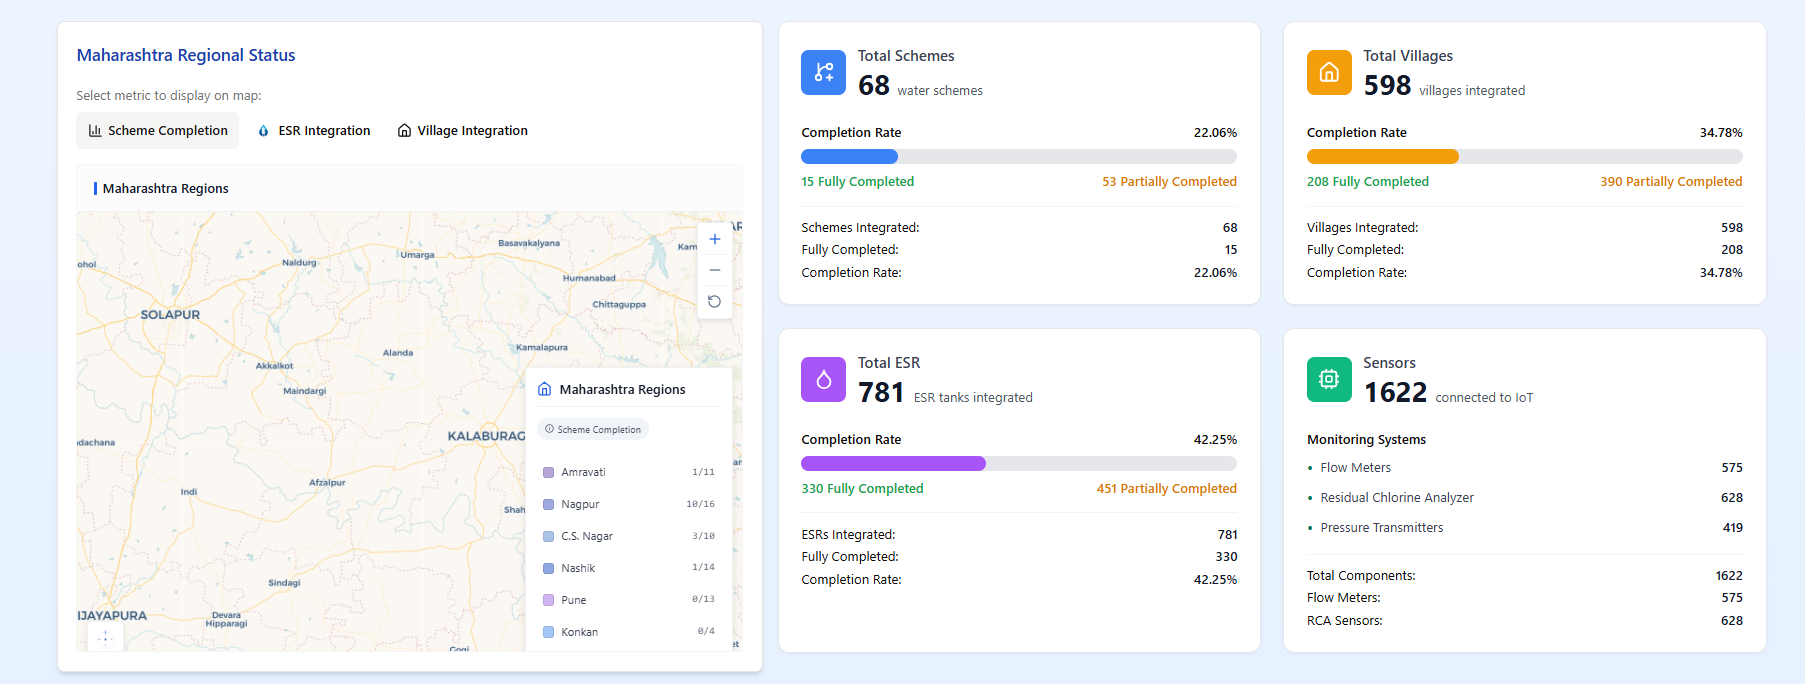 Maharashtra Regional Status
Select metric to display on map:
Scheme Completion
ESR Integration
Village Integration
Maharashtra Regions
Basavakalyana
Umarga
Naldurg
Humanabad
Chittaguppa
SOLAPUR
Kamalapura
Alanda
Akkalkot
Maindargi
KALABURAG
dachana
Afzalpur
Indi
Shah
Sindagi
IJAYAPURA
Devara
Hipparagi
Gogi
ohol
Kam
+
−
Maharashtra Regions
Scheme Completion
Amravati 1/11
Nagpur 10/16
C.S. Nagar 3/10
Nashik 1/14
Pune 0/13
Konkan 0/4
Total Schemes
68 water schemes
Completion Rate 22.06%
15 Fully Completed 53 Partially Completed
Schemes Integrated: 68
Fully Completed: 15
Completion Rate: 22.06%
Total Villages
598 villages integrated
Completion Rate 34.78%
208 Fully Completed 390 Partially Completed
Villages Integrated: 598
Fully Completed: 208
Completion Rate: 34.78%
Total ESR
781 ESR tanks integrated
Completion Rate 42.25%
330 Fully Completed 451 Partially Completed
ESRs Integrated: 781
Fully Completed: 330
Completion Rate: 42.25%
Sensors
1622 connected to IoT
Monitoring Systems
• Flow Meters 575
• Residual Chlorine Analyzer 628
• Pressure Transmitters 419
Total Components: 1622
Flow Meters: 575
RCA Sensors: 628